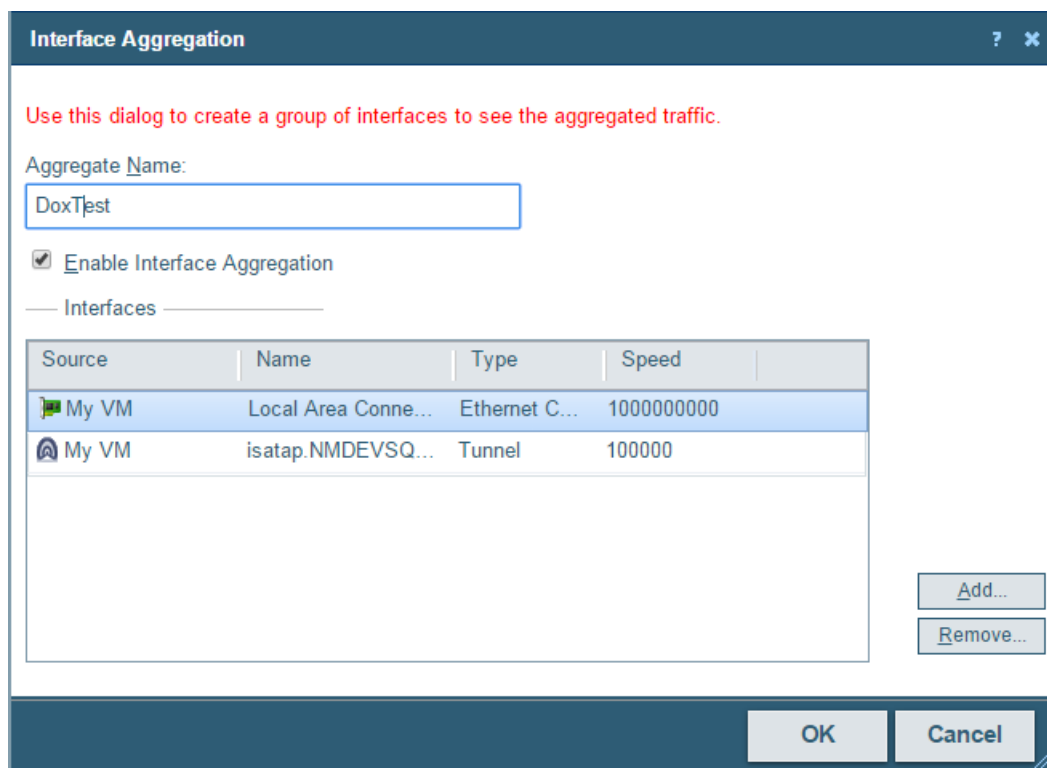 Interface Aggregation ?
Use this dialog to create a group of interfaces to see the aggregated traffic.
Aggregate Name:
DoxTest
Enable Interface Aggregation
Interfaces
Source Name Type Speed
My VM Local Area Conne... Ethernet C... 1000000000
My VM isatap.NMDEVSQ... Tunnel 100000
Add...
Remove...
OK Cancel